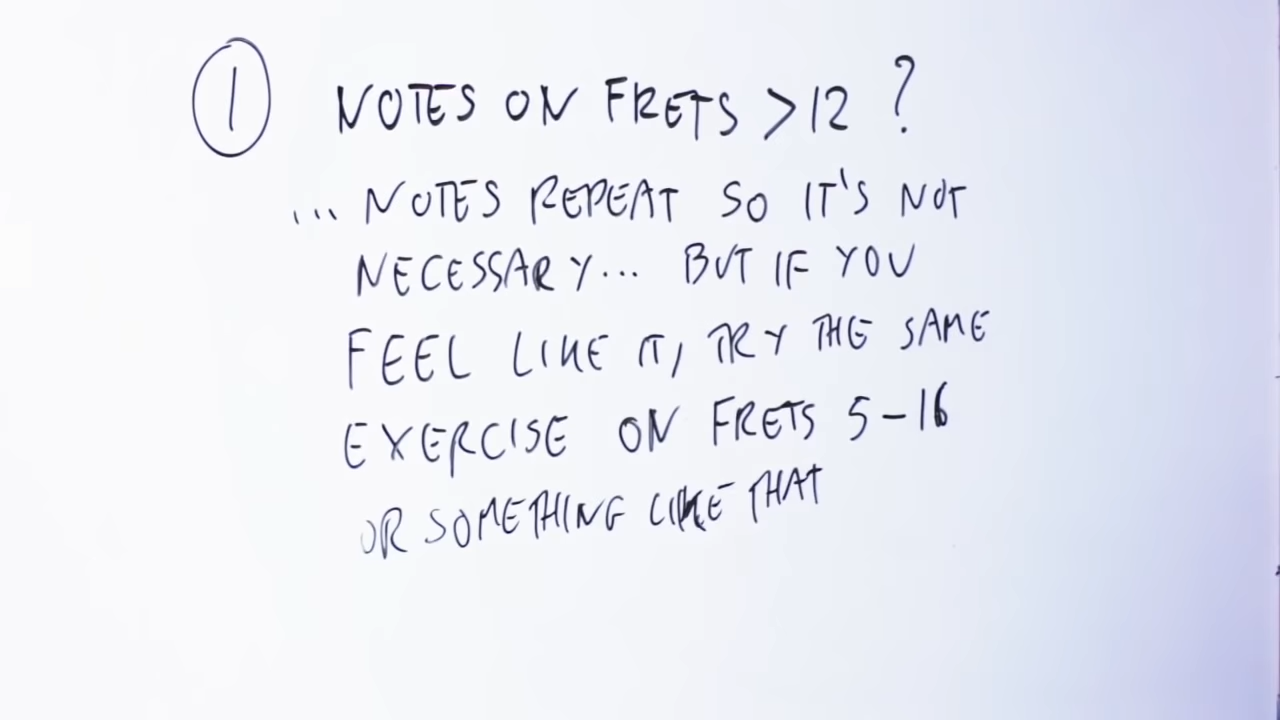 1 NOTES ON FRETS >12 ?
... NOTES REPEAT SO IT'S NOT
NECESSARY... BUT IF YOU
FEEL LIKE IT, TRY THE SAME
EXERCISE ON FRETS 5-16
OR SOMETHING LIKE THAT